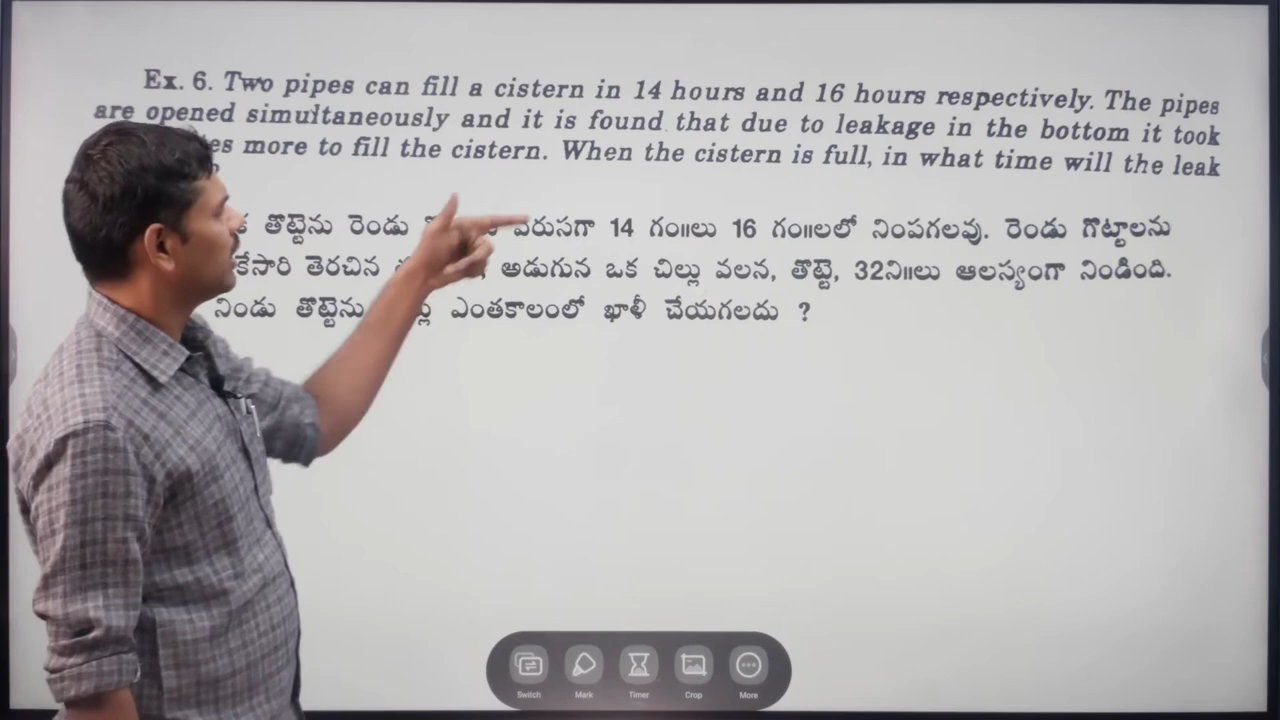 Ex. 6. Two pipes can fill a cistern in 14 hours and 16 hours respectively. The pipes
are opened simultaneously and it is found that due to leakage in the bottom it took
more to fill the cistern. When the cistern is full, in what time will the leak
తొట్టెను రెండు వరుసగా 14 గం॥లు 16 గం॥లలో నింపగలవు. రెండు గొట్టాలను
తెరచిన అడుగున ఒక చిల్లు వలన, తొట్టె, 32ని॥లు ఆలస్యంగా నిండింది.
నిండు తొట్టెను ఎంతకాలంలో ఖాళీ చేయగలదు ?
Switch Mark Timer Crop More